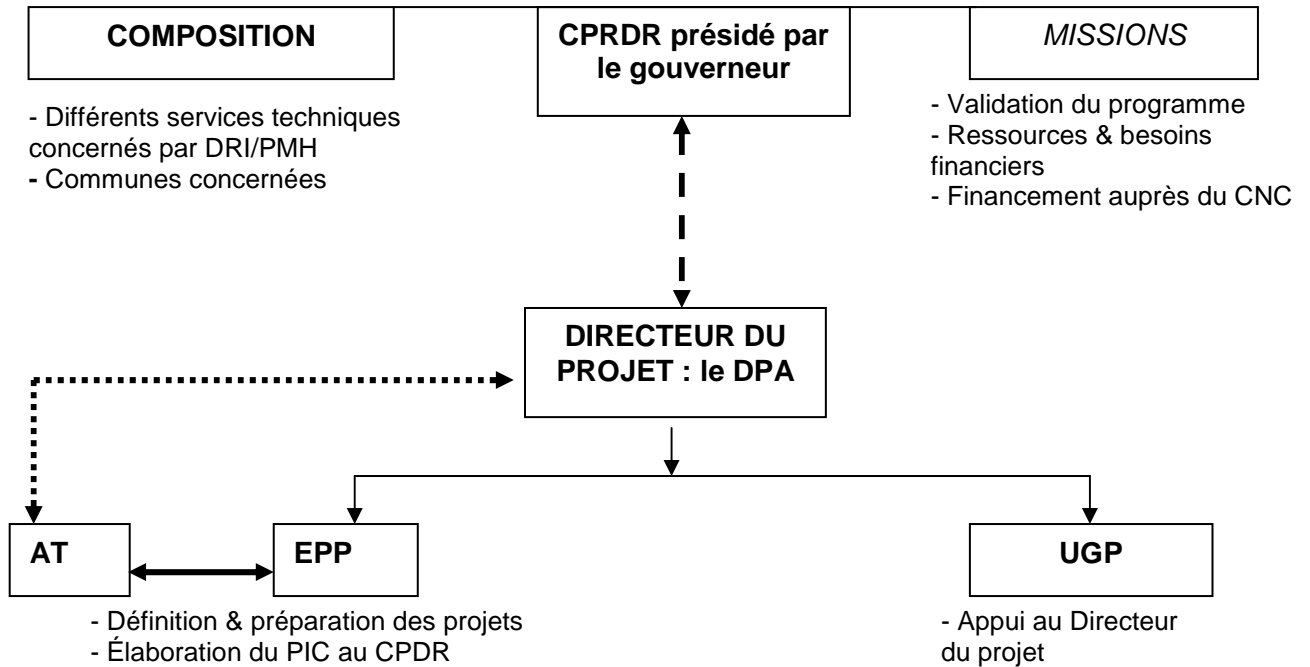 COMPOSITION
CPRDR présidé par
le gouverneur
MISSIONS
- Différents services techniques
concernés par DRI/PMH
- Communes concernées
- Validation du programme
- Ressources & besoins
financiers
- Financement auprès du CNC
DIRECTEUR DU
PROJET : le DPA
AT
EPP
UGP
- Définition & préparation des projets
- Élaboration du PIC au CPDR
- Appui au Directeur
du projet